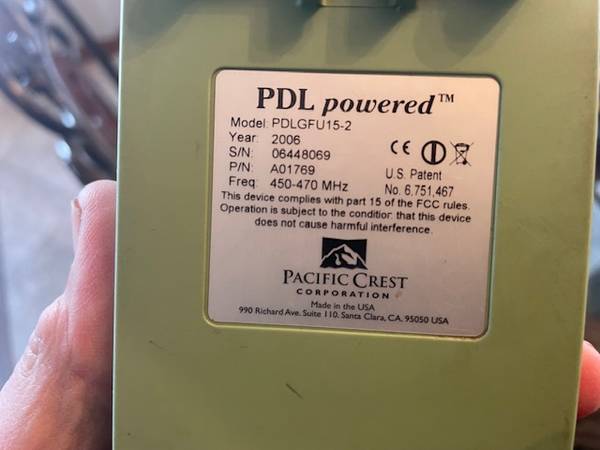 PDL powered™
Model: PDLGFU15-2
Year: 2006
S/N: 06448069
P/N: A01769
Freq: 450-470 MHz
CE
U.S. Patent
No. 6,751,467
This device complies with part 15 of the FCC rules.
Operation is subject to the condition that this device
does not cause harmful interference.
PACIFIC CREST
CORPORATION
Made in the USA
990 Richard Ave. Suite 110. Santa Clara, CA. 95050 USA